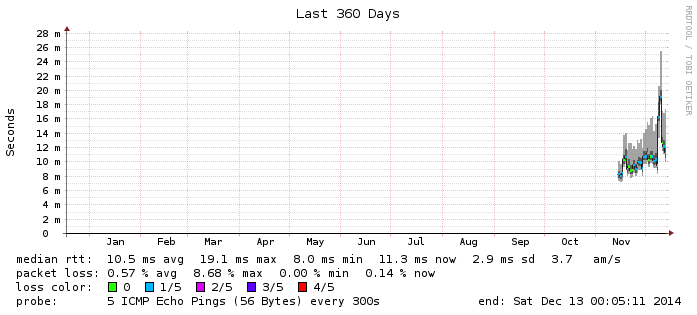 Last 360 Days
RRDTOOL / TOBI OETIKER
Seconds
28 m
26 m
24 m
22 m
20 m
18 m
16 m
14 m
12 m
10 m
8 m
6 m
4 m
2 m
0
Jan Feb Mar Apr May Jun Jul Aug Sep Oct Nov
median rtt: 10.5 ms avg 19.1 ms max 8.0 ms min 11.3 ms now 2.9 ms sd 3.7 am/s
packet loss: 0.57 % avg 8.68 % max 0.00 % min 0.14 % now
loss color: 0 1/5 2/5 3/5 4/5
probe: 5 ICMP Echo Pings (56 Bytes) every 300s end: Sat Dec 13 00:05:11 2014